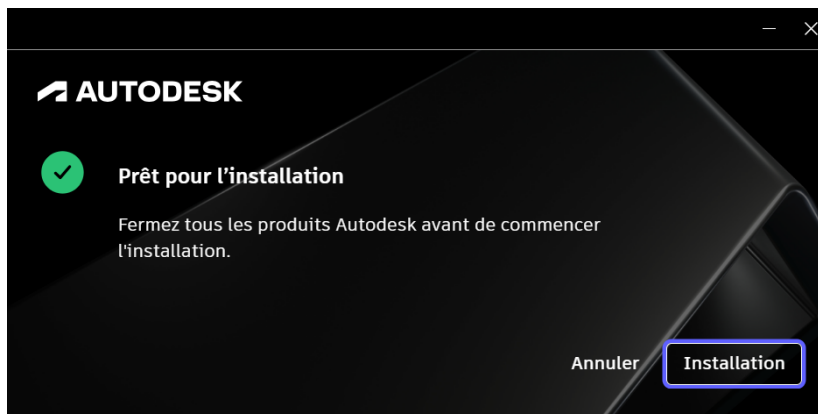 AUTODESK
Prêt pour l’installation
Fermez tous les produits Autodesk avant de commencer
l'installation.
Annuler
Installation